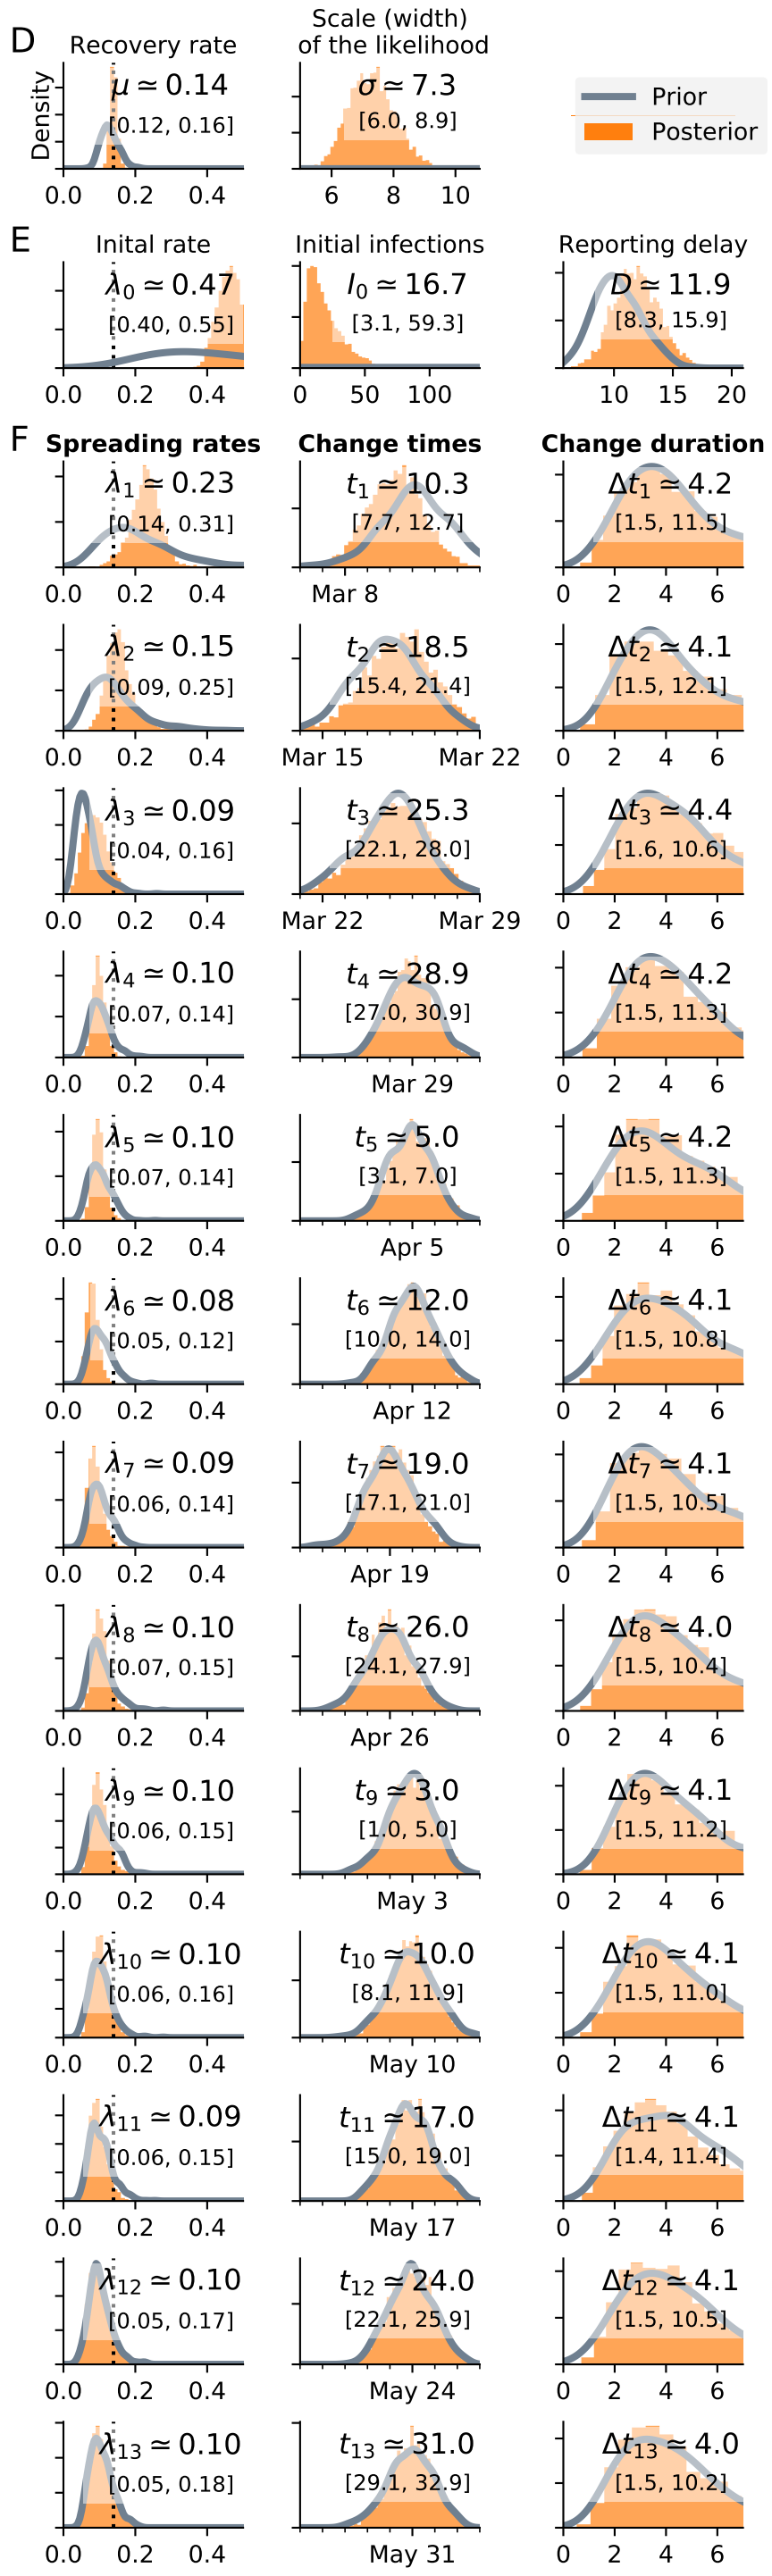 D
Recovery rate
Scale (width)
of the likelihood
Density
μ ≃ 0.14
[0.12, 0.16]
0.0 0.2 0.4
σ ≃ 7.3
[6.0, 8.9]
6 8 10
Prior
Posterior
E
Inital rate
Initial infections
Reporting delay
λ0 ≃ 0.47
[0.40, 0.55]
0.0 0.2 0.4
I0 ≃ 16.7
[3.1, 59.3]
0 50 100
D ≃ 11.9
[8.3, 15.9]
10 15 20
F
Spreading rates
Change times
Change duration
λ1 ≃ 0.23
[0.14, 0.31]
0.0 0.2 0.4
t1 ≃ 10.3
[7.7, 12.7]
Mar 8
Δt1 ≃ 4.2
[1.5, 11.5]
0 2 4 6
λ2 ≃ 0.15
[0.09, 0.25]
0.0 0.2 0.4
t2 ≃ 18.5
[15.4, 21.4]
Mar 15 Mar 22
Δt2 ≃ 4.1
[1.5, 12.1]
0 2 4 6
λ3 ≃ 0.09
[0.04, 0.16]
0.0 0.2 0.4
t3 ≃ 25.3
[22.1, 28.0]
Mar 22 Mar 29
Δt3 ≃ 4.4
[1.6, 10.6]
0 2 4 6
λ4 ≃ 0.10
[0.07, 0.14]
0.0 0.2 0.4
t4 ≃ 28.9
[27.0, 30.9]
Mar 29
Δt4 ≃ 4.2
[1.5, 11.3]
0 2 4 6
λ5 ≃ 0.10
[0.07, 0.14]
0.0 0.2 0.4
t5 ≃ 5.0
[3.1, 7.0]
Apr 5
Δt5 ≃ 4.2
[1.5, 11.3]
0 2 4 6
λ6 ≃ 0.08
[0.05, 0.12]
0.0 0.2 0.4
t6 ≃ 12.0
[10.0, 14.0]
Apr 12
Δt6 ≃ 4.1
[1.5, 10.8]
0 2 4 6
λ7 ≃ 0.09
[0.06, 0.14]
0.0 0.2 0.4
t7 ≃ 19.0
[17.1, 21.0]
Apr 19
Δt7 ≃ 4.1
[1.5, 10.5]
0 2 4 6
λ8 ≃ 0.10
[0.07, 0.15]
0.0 0.2 0.4
t8 ≃ 26.0
[24.1, 27.9]
Apr 26
Δt8 ≃ 4.0
[1.5, 10.4]
0 2 4 6
λ9 ≃ 0.10
[0.06, 0.15]
0.0 0.2 0.4
t9 ≃ 3.0
[1.0, 5.0]
May 3
Δt9 ≃ 4.1
[1.5, 11.2]
0 2 4 6
λ10 ≃ 0.10
[0.06, 0.16]
0.0 0.2 0.4
t10 ≃ 10.0
[8.1, 11.9]
May 10
Δt10 ≃ 4.1
[1.5, 11.0]
0 2 4 6
λ11 ≃ 0.09
[0.06, 0.15]
0.0 0.2 0.4
t11 ≃ 17.0
[15.0, 19.0]
May 17
Δt11 ≃ 4.1
[1.4, 11.4]
0 2 4 6
λ12 ≃ 0.10
[0.05, 0.17]
0.0 0.2 0.4
t12 ≃ 24.0
[22.1, 25.9]
May 24
Δt12 ≃ 4.1
[1.5, 10.5]
0 2 4 6
λ13 ≃ 0.10
[0.05, 0.18]
0.0 0.2 0.4
t13 ≃ 31.0
[29.1, 32.9]
May 31
Δt13 ≃ 4.0
[1.5, 10.2]
0 2 4 6